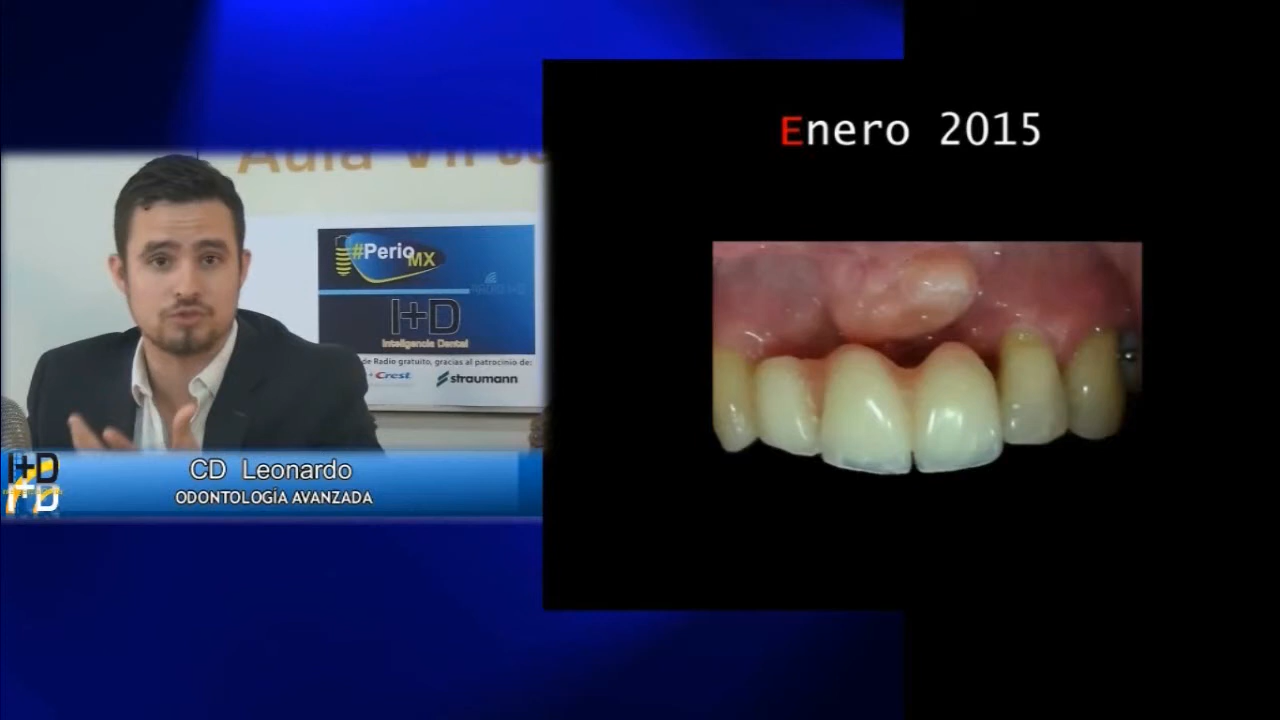 Enero 2015
Aula
#Perio
MX
I+D
Inteligencia Dental
de Radio gratuito, gracias al patrocinio de:
Crest
straumann
CD Leonardo
ODONTOLOGÍA AVANZADA
I+D
I+D